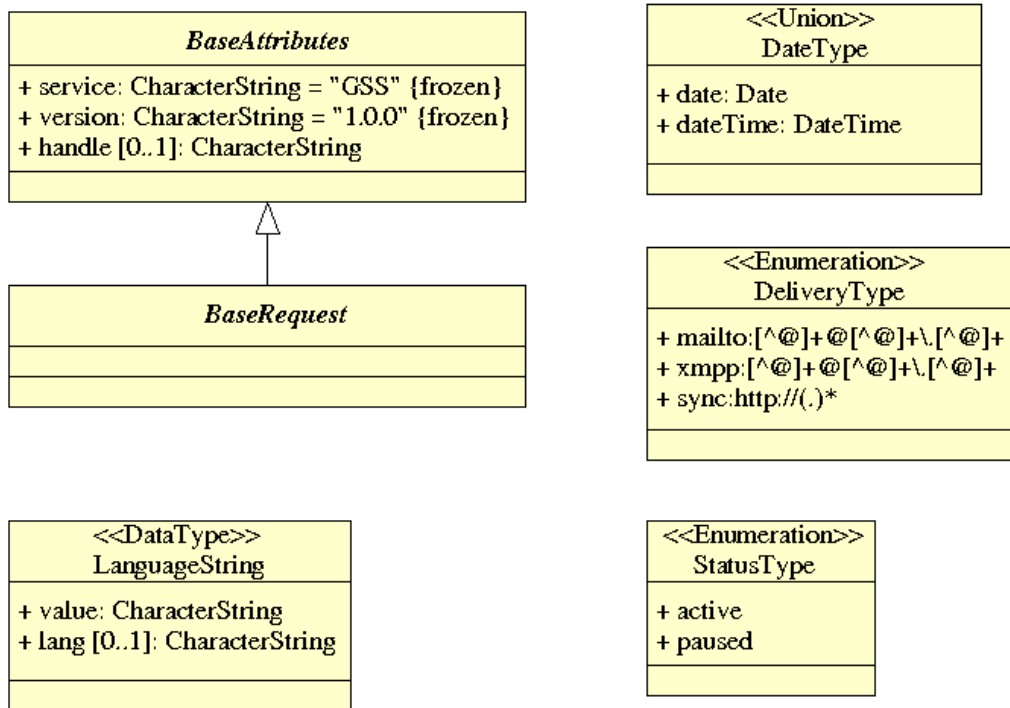 BaseAttributes
+ service: CharacterString = "GSS" {frozen}
+ version: CharacterString = "1.0.0" {frozen}
+ handle [0..1]: CharacterString
BaseRequest
<<DataType>>
LanguageString
+ value: CharacterString
+ lang [0..1]: CharacterString
<<Union>>
DateType
+ date: Date
+ dateTime: DateTime
<<Enumeration>>
DeliveryType
+ mailto:[^@]+@[^@]+\.[^@]+
+ xmpp:[^@]+@[^@]+\.[^@]+
+ sync:http://(.)*
<<Enumeration>>
StatusType
+ active
+ paused